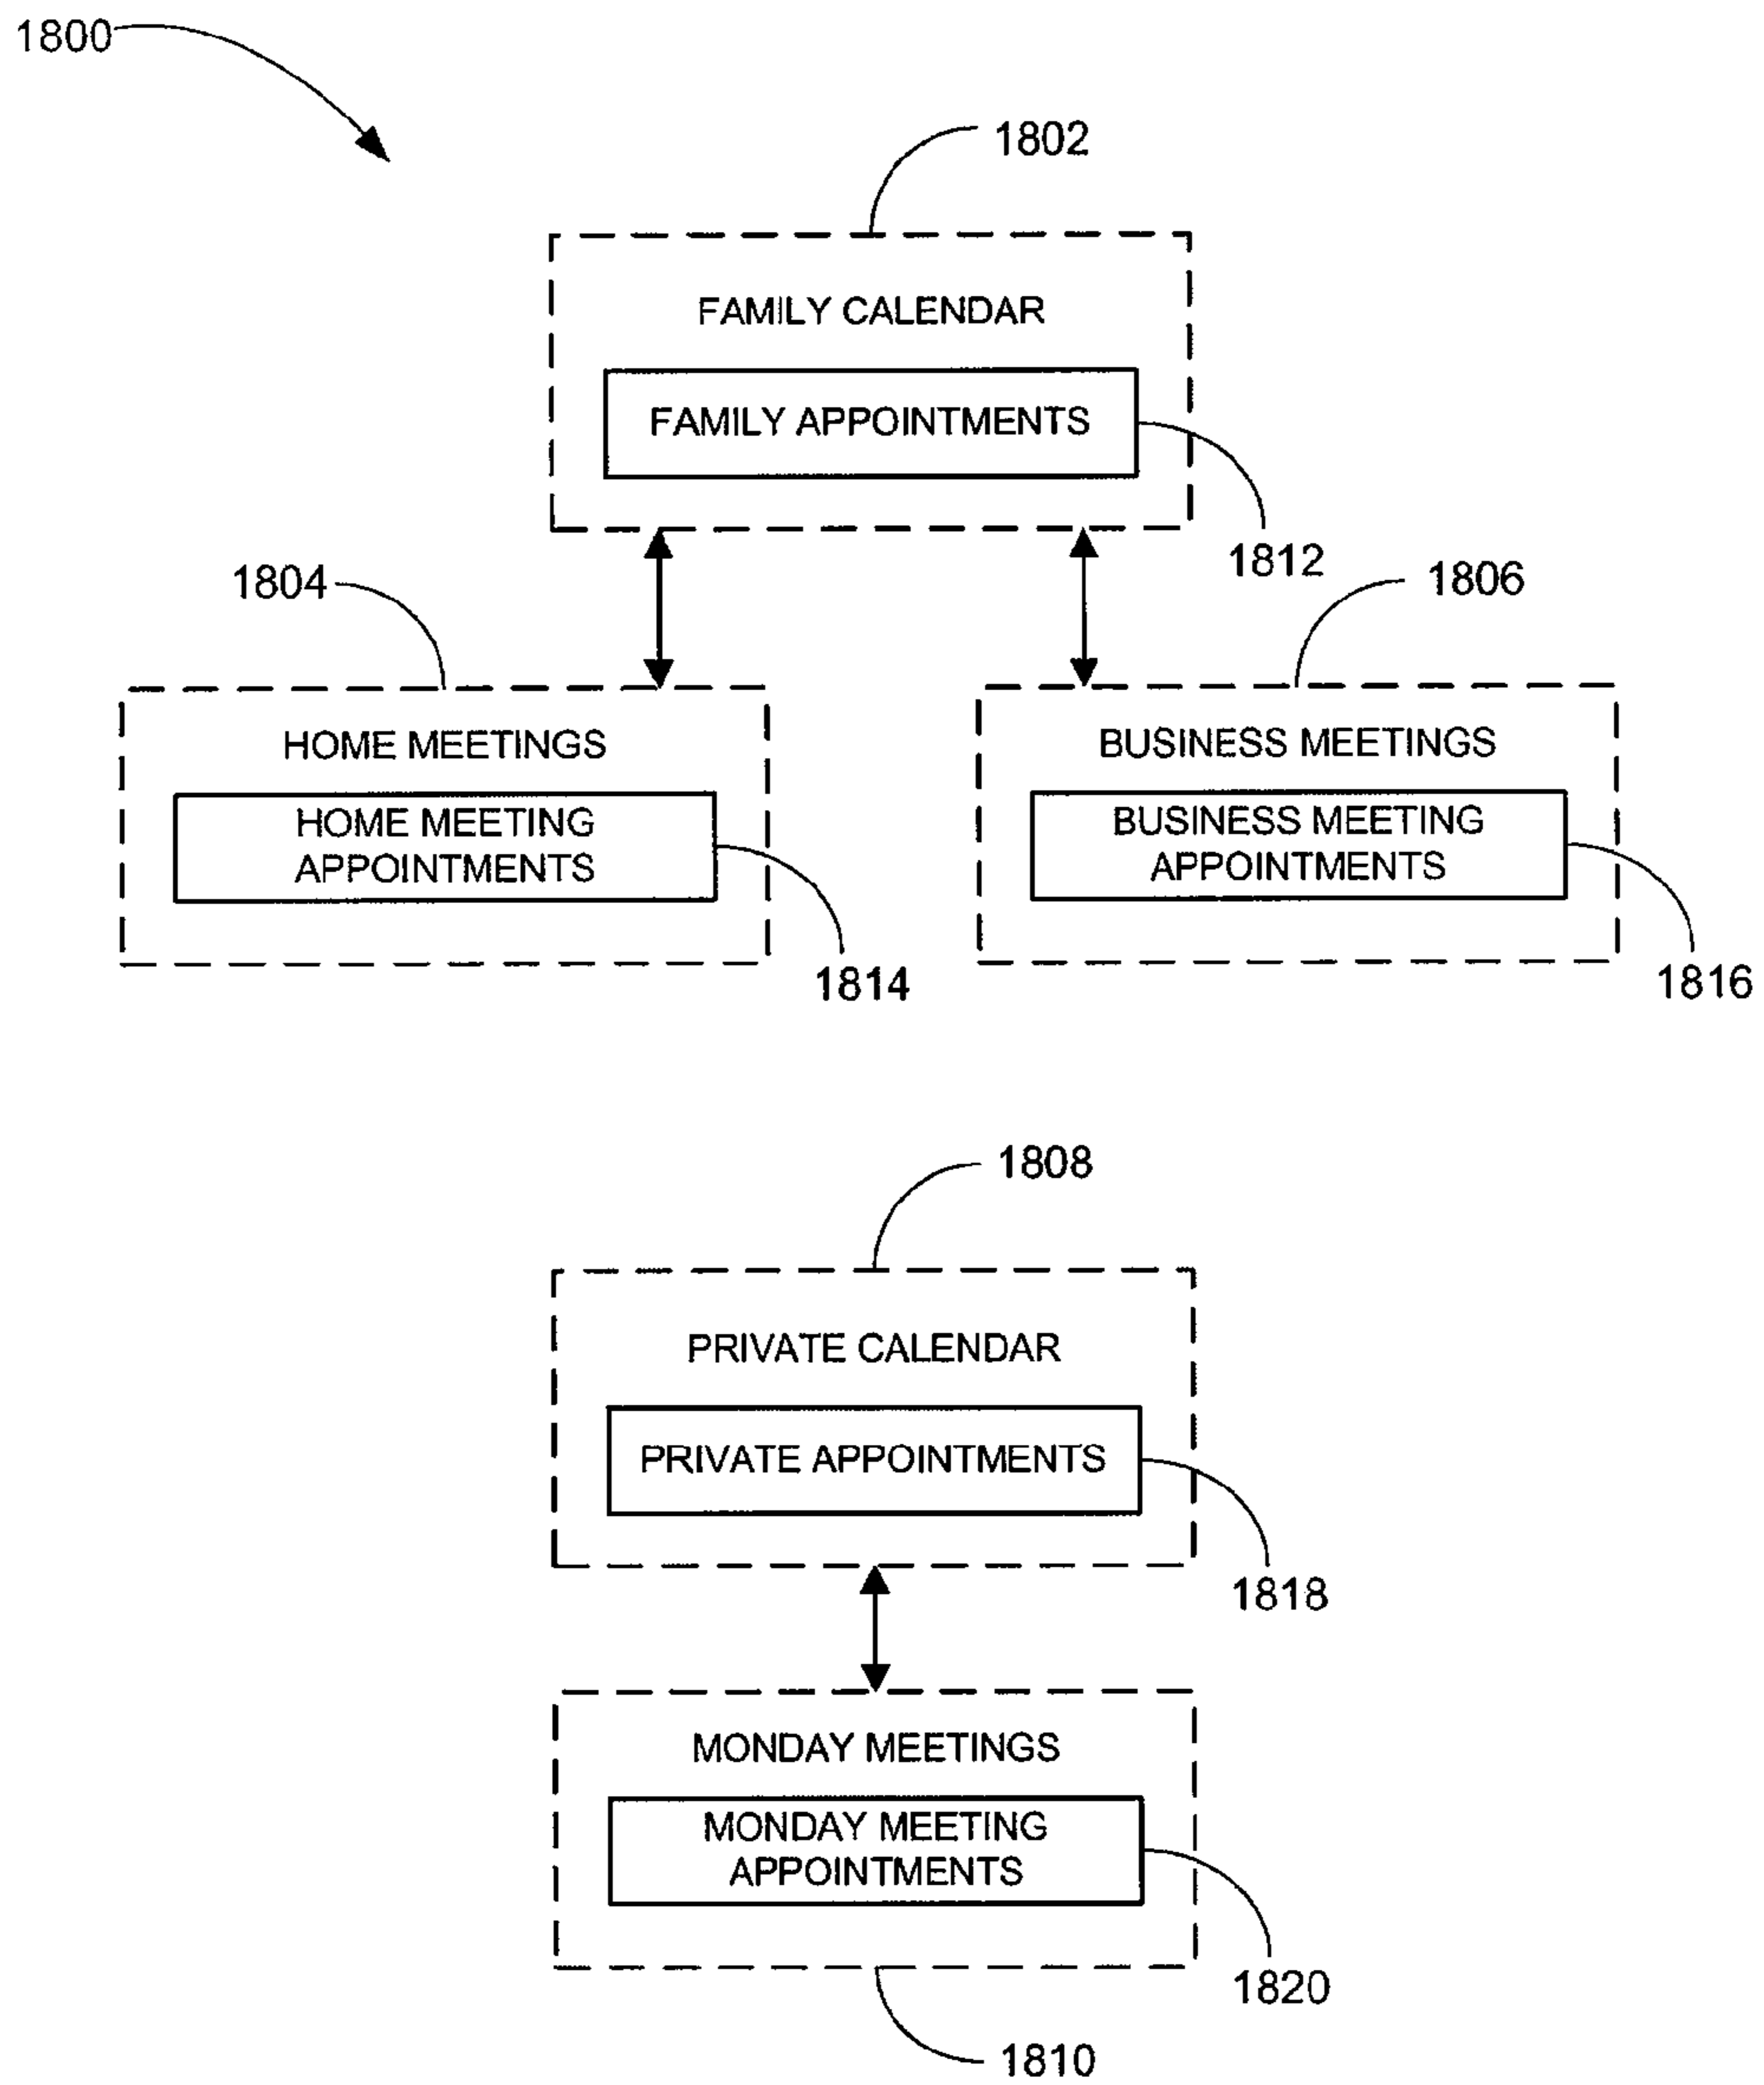 1800
1802
FAMILY CALENDAR
FAMILY APPOINTMENTS
1812
1804
1806
HOME MEETINGS
HOME MEETING
APPOINTMENTS
1814
BUSINESS MEETINGS
BUSINESS MEETING
APPOINTMENTS
1816
1808
PRIVATE CALENDAR
PRIVATE APPOINTMENTS
1818
MONDAY MEETINGS
MONDAY MEETING
APPOINTMENTS
1820
1810